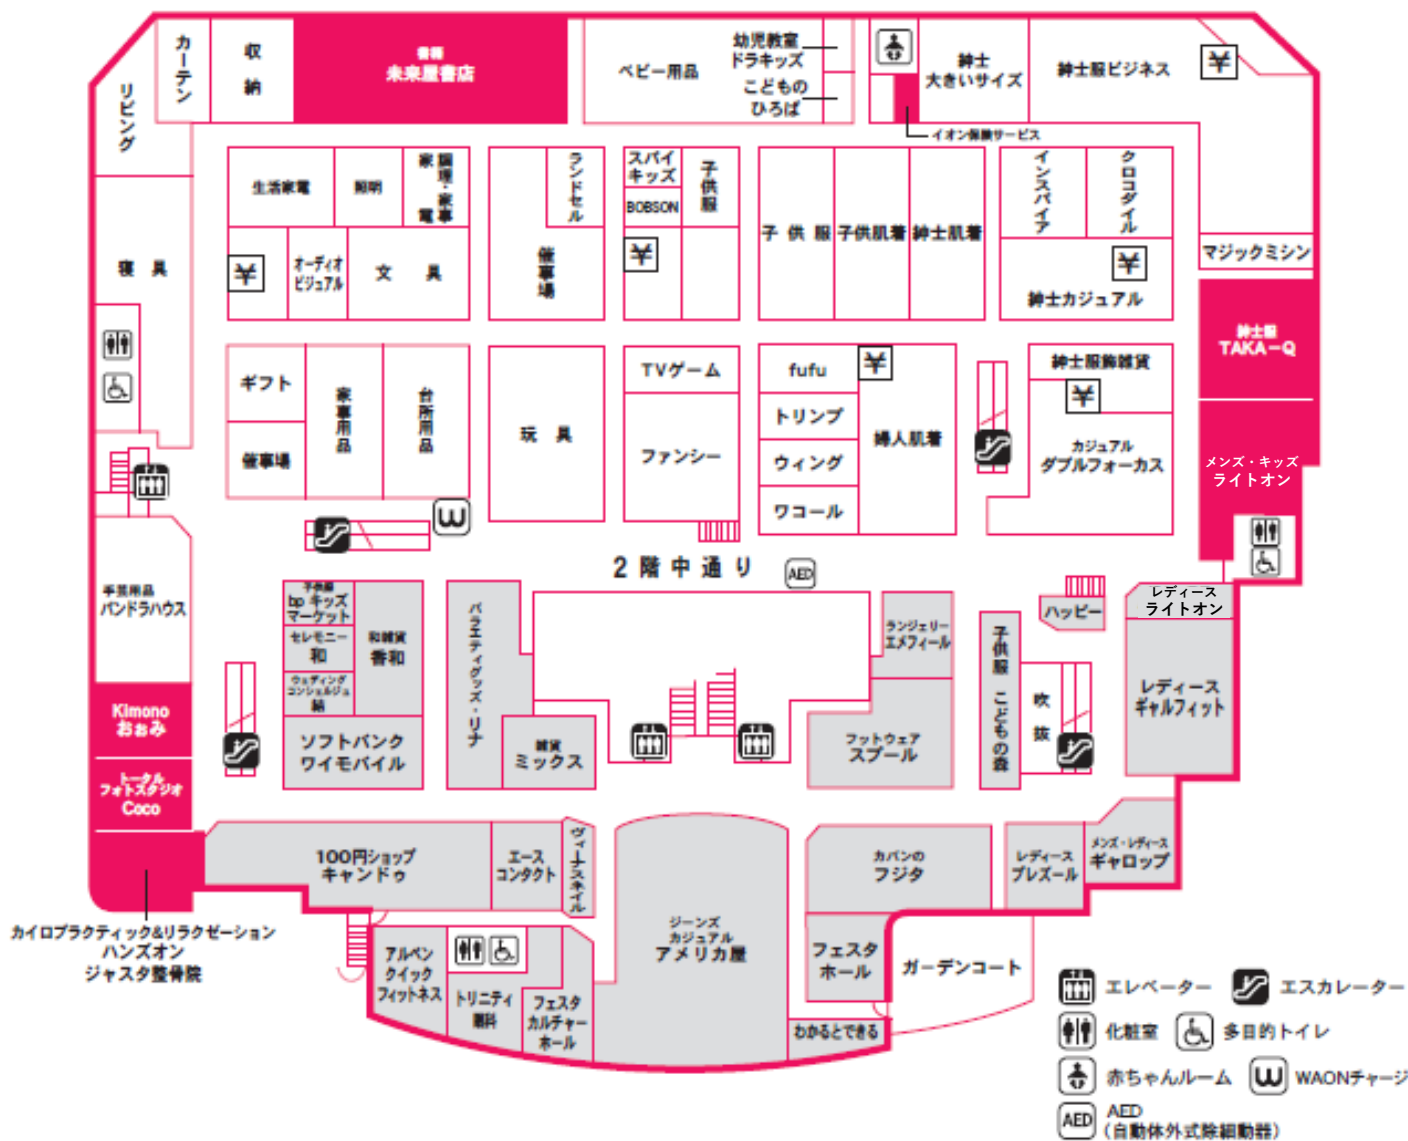 カーテン
収納
書籍
未来屋書店
リビング
ベビー用品
幼児教室
ドラキッズ
こどもの
ひろば
紳士
大きいサイズ
紳士服ビジネス
¥
イオン保険サービス
生活家電
照明
調理・家事
家電
ランドセル
催事場
スパイ
キッズ
BOBSON
子供服
¥
子供服
子供肌着
紳士肌着
インスパイア
クロコダイル
¥
紳士カジュアル
マジックミシン
寝具
¥
オーディオ
ビジュアル
文具
紳士服
TAKA-Q
ギフト
催事場
家事用品
台所用品
玩具
TVゲーム
ファンシー
fufu
トリンプ
ウィング
ワコール
¥
婦人肌着
紳士服飾雑貨
¥
カジュアル
ダブルフォーカス
メンズ・キッズ
ライトオン
W
2階中通り
AED
手芸用品
パンドラハウス
子供服
bp キッズ
マーケット
セレモニー
和
ウェディング
コンシェルジュ
結
和雑貨
香和
バラエティグッズ・リナ
ランジェリー
エメフィール
子供服 こどもの森
ハッピー
レディース
ライトオン
Kimono
おぉみ
トータル
フォトスタジオ
Coco
ソフトバンク
ワイモバイル
雑貨
ミックス
フットウェア
スプール
吹抜
レディース
ギャルフィット
100円ショップ
キャンドゥ
エース
コンタクト
ヴィーナスネイル
ジーンズ
カジュアル
アメリカ屋
カバンの
フジタ
レディース
プレズール
メンズ・レディース
ギャロップ
カイロプラクティック&リラクゼーション
ハンズオン
ジャスタ整骨院
アルペン
クイック
フィットネス
トリニティ
眼科
フェスタ
カルチャー
ホール
フェスタ
ホール
ガーデンコート
わかるとできる
エレベーター
エスカレーター
化粧室
多目的トイレ
赤ちゃんルーム
W
WAONチャージ
AED
AED
(自動体外式除細動器)